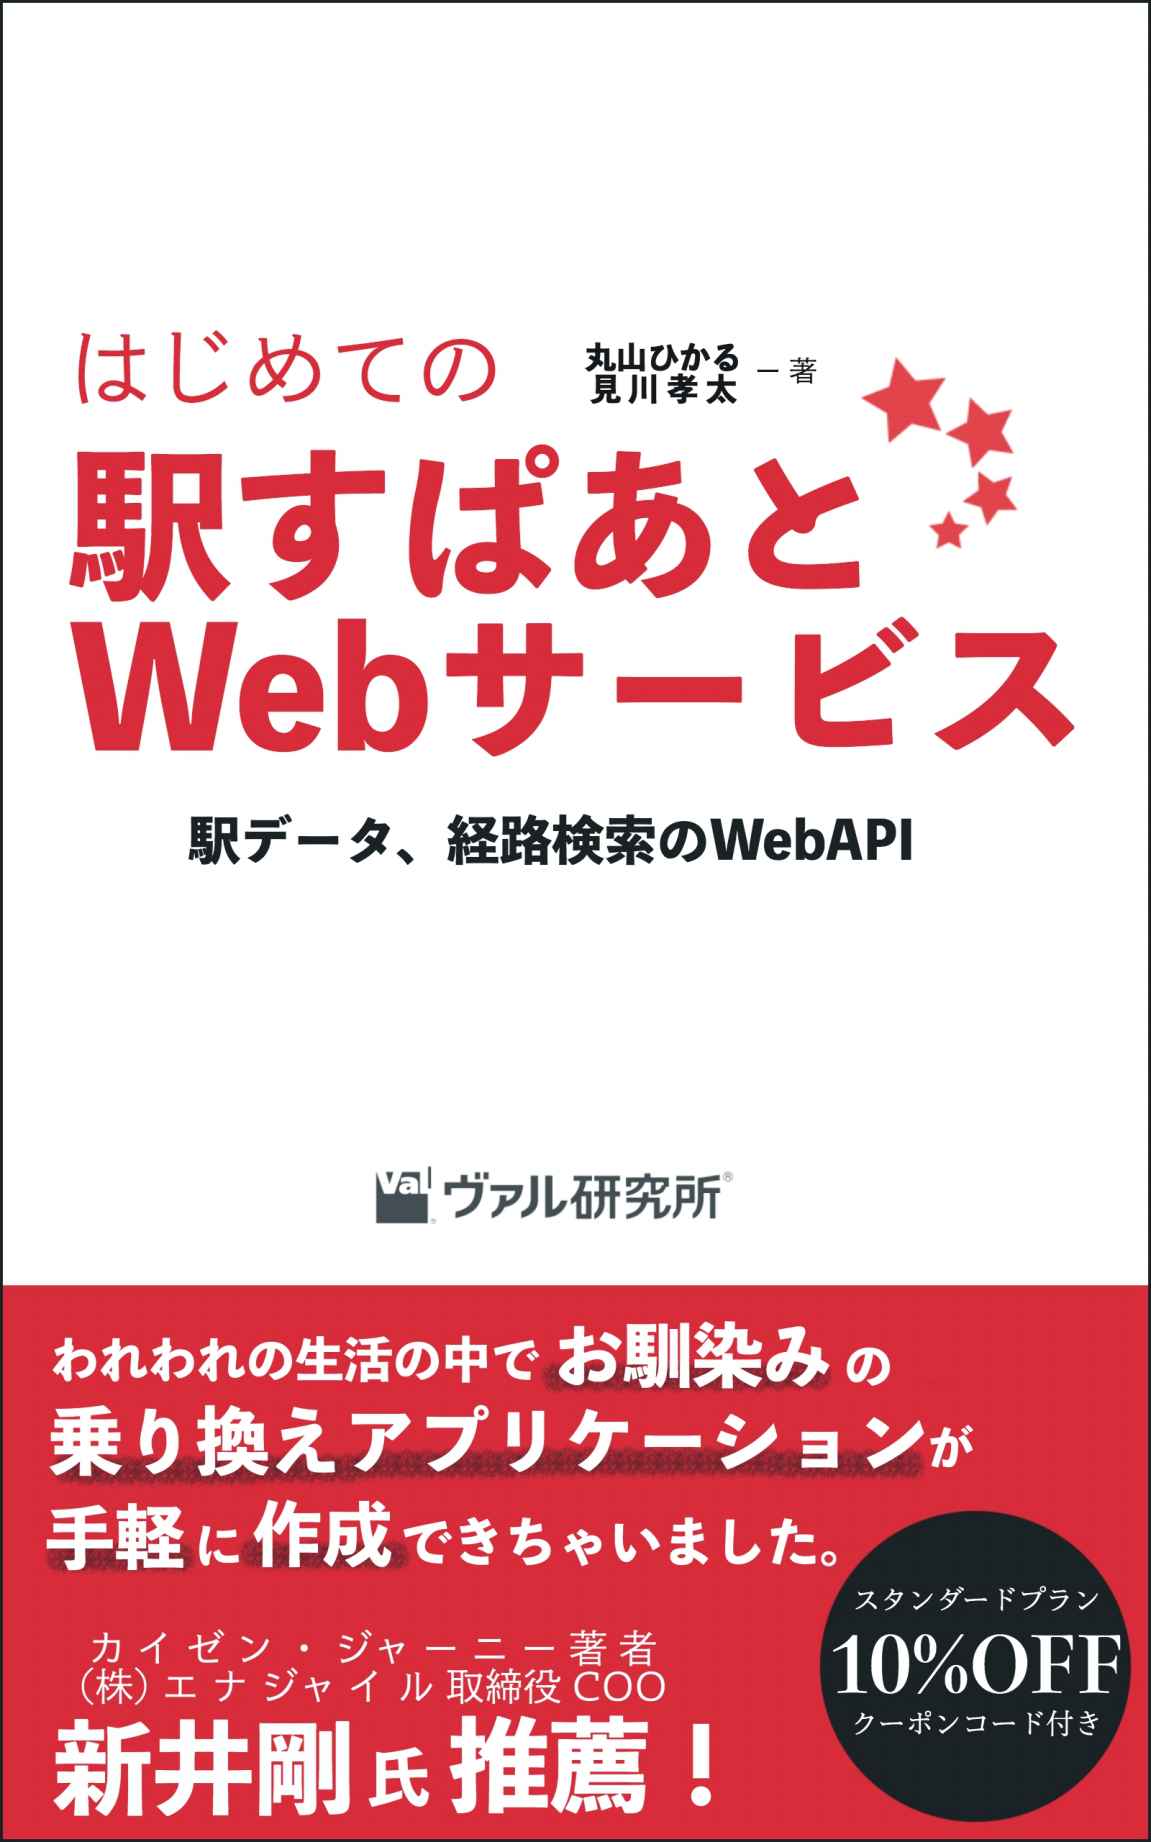 はじめての
丸山ひかる
見川孝太
ー著
駅すぱあと
Webサービス
駅データ、経路検索のWebAPI
Val ヴァル研究所®
われわれの生活の中でお馴染みの
乗り換えアプリケーションが
手軽に作成できちゃいました。
カイゼン・ジャーニー著者
(株)エナジャイル取締役COO
新井剛氏推薦！
スタンダードプラン
10%OFF
クーポンコード付き